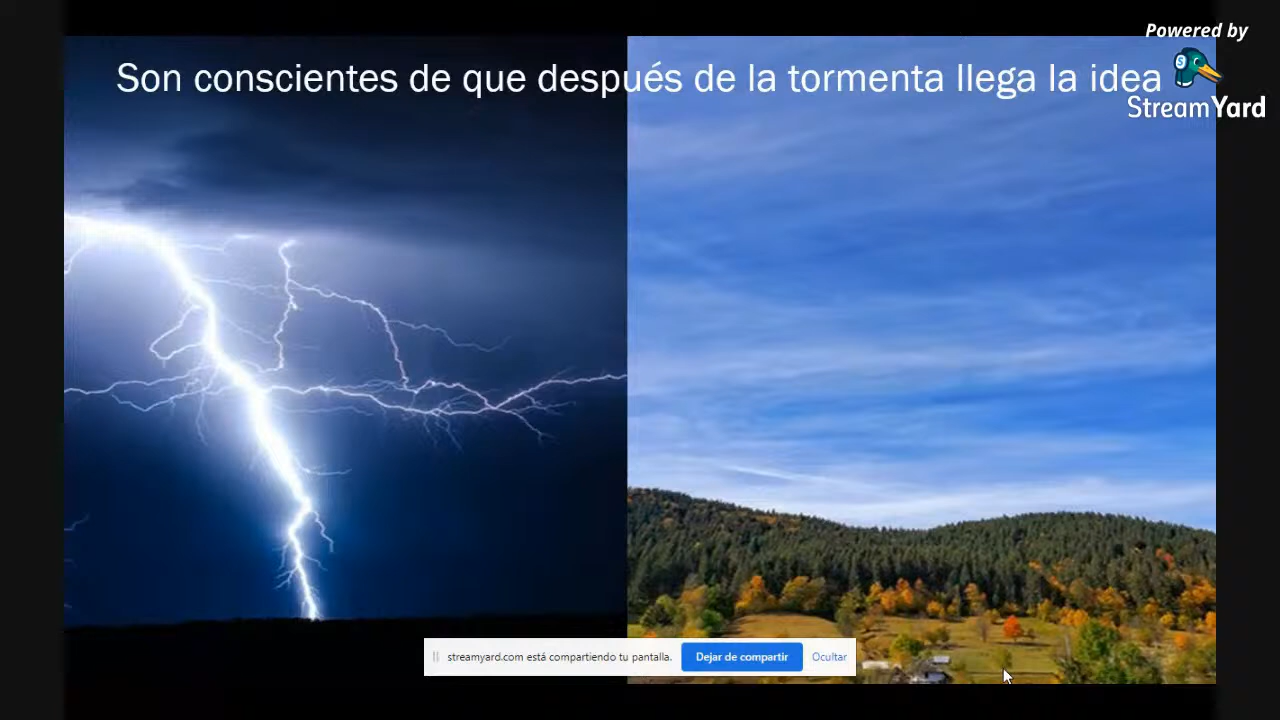 Powered by
Son conscientes de que después de la tormenta llega la idea
StreamYard
streamyard.com está compartiendo tu pantalla.
Dejar de compartir
Ocultar